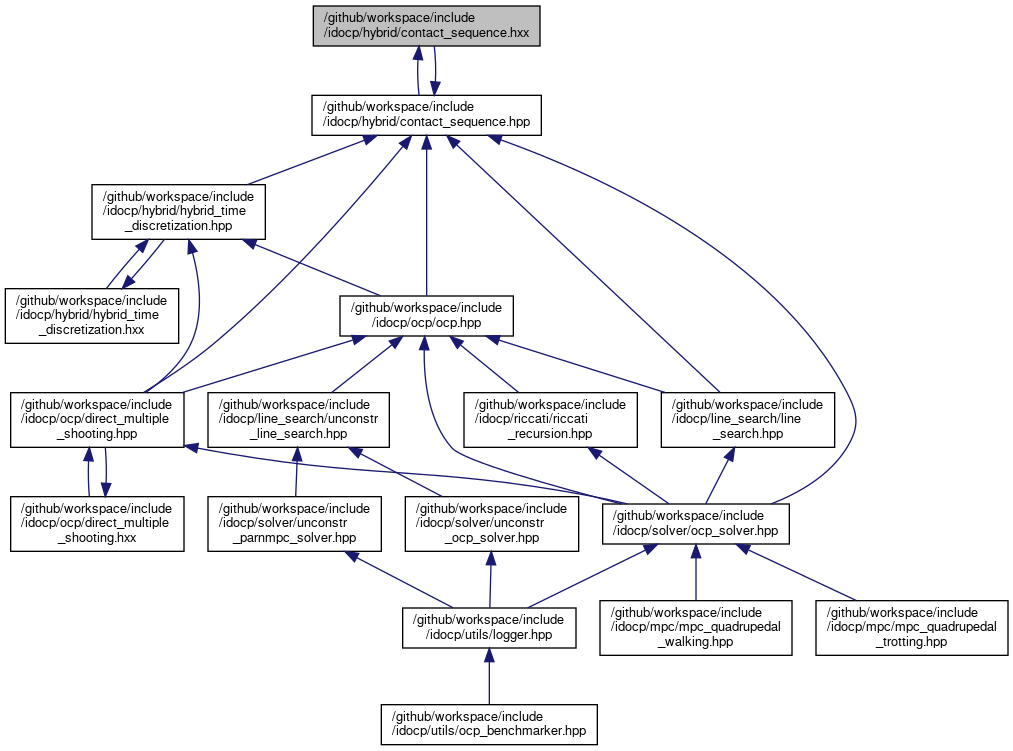 /github/workspace/include
/idocp/hybrid/contact_sequence.hxx
/github/workspace/include
/idocp/hybrid/contact_sequence.hpp
/github/workspace/include
/idocp/hybrid/hybrid_time
_discretization.hpp
/github/workspace/include
/idocp/hybrid/hybrid_time
_discretization.hxx
/github/workspace/include
/idocp/ocp/ocp.hpp
/github/workspace/include
/idocp/ocp/direct_multiple
_shooting.hpp
/github/workspace/include
/idocp/line_search/unconstr
_line_search.hpp
/github/workspace/include
/idocp/riccati/riccati
_recursion.hpp
/github/workspace/include
/idocp/line_search/line
_search.hpp
/github/workspace/include
/idocp/ocp/direct_multiple
_shooting.hxx
/github/workspace/include
/idocp/solver/unconstr
_parnmpc_solver.hpp
/github/workspace/include
/idocp/solver/unconstr
_ocp_solver.hpp
/github/workspace/include
/idocp/solver/ocp_solver.hpp
/github/workspace/include
/idocp/utils/logger.hpp
/github/workspace/include
/idocp/mpc/mpc_quadrupedal
_walking.hpp
/github/workspace/include
/idocp/mpc/mpc_quadrupedal
_trotting.hpp
/github/workspace/include
/idocp/utils/ocp_benchmarker.hpp